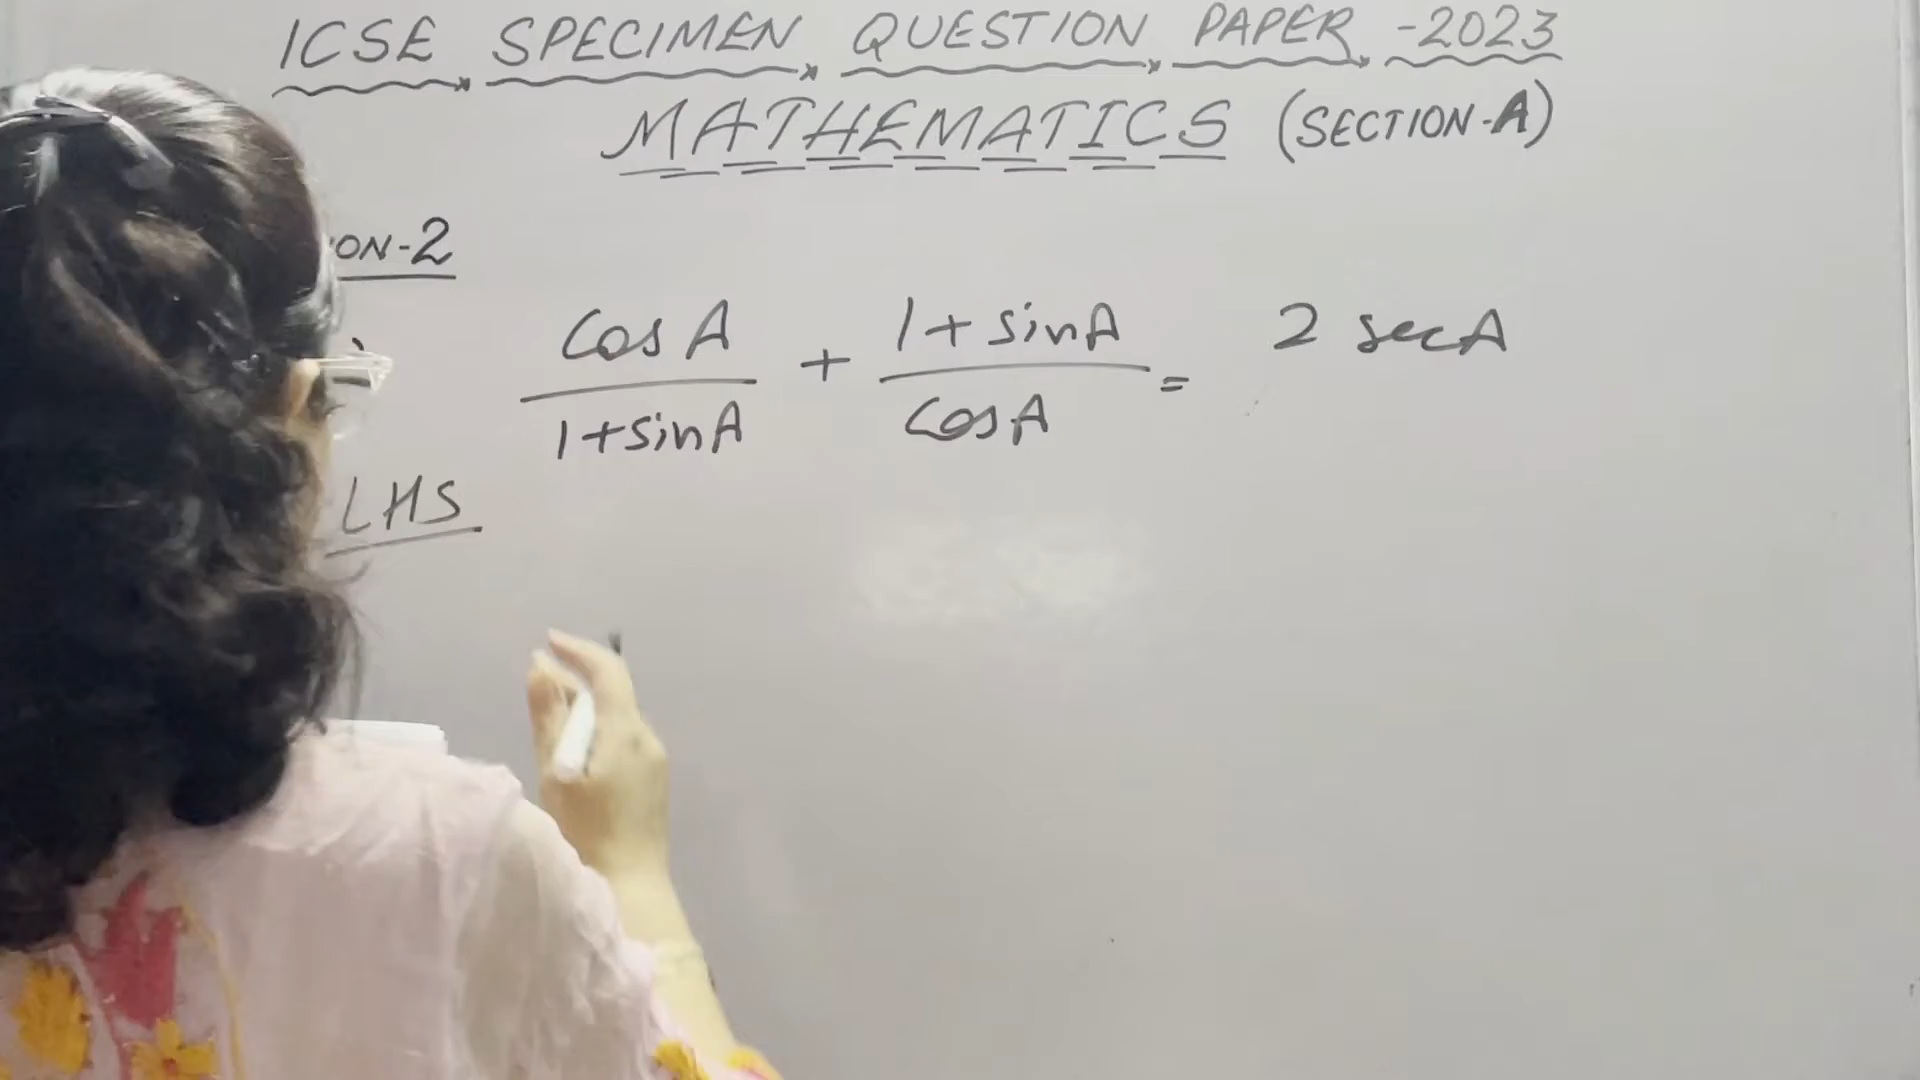 ICSE SPECIMEN QUESTION PAPER -2023
MATHEMATICS (SECTION-A)
ON-2
cos A / 1+sinA + 1+sinA / cosA = 2 secA
LHS